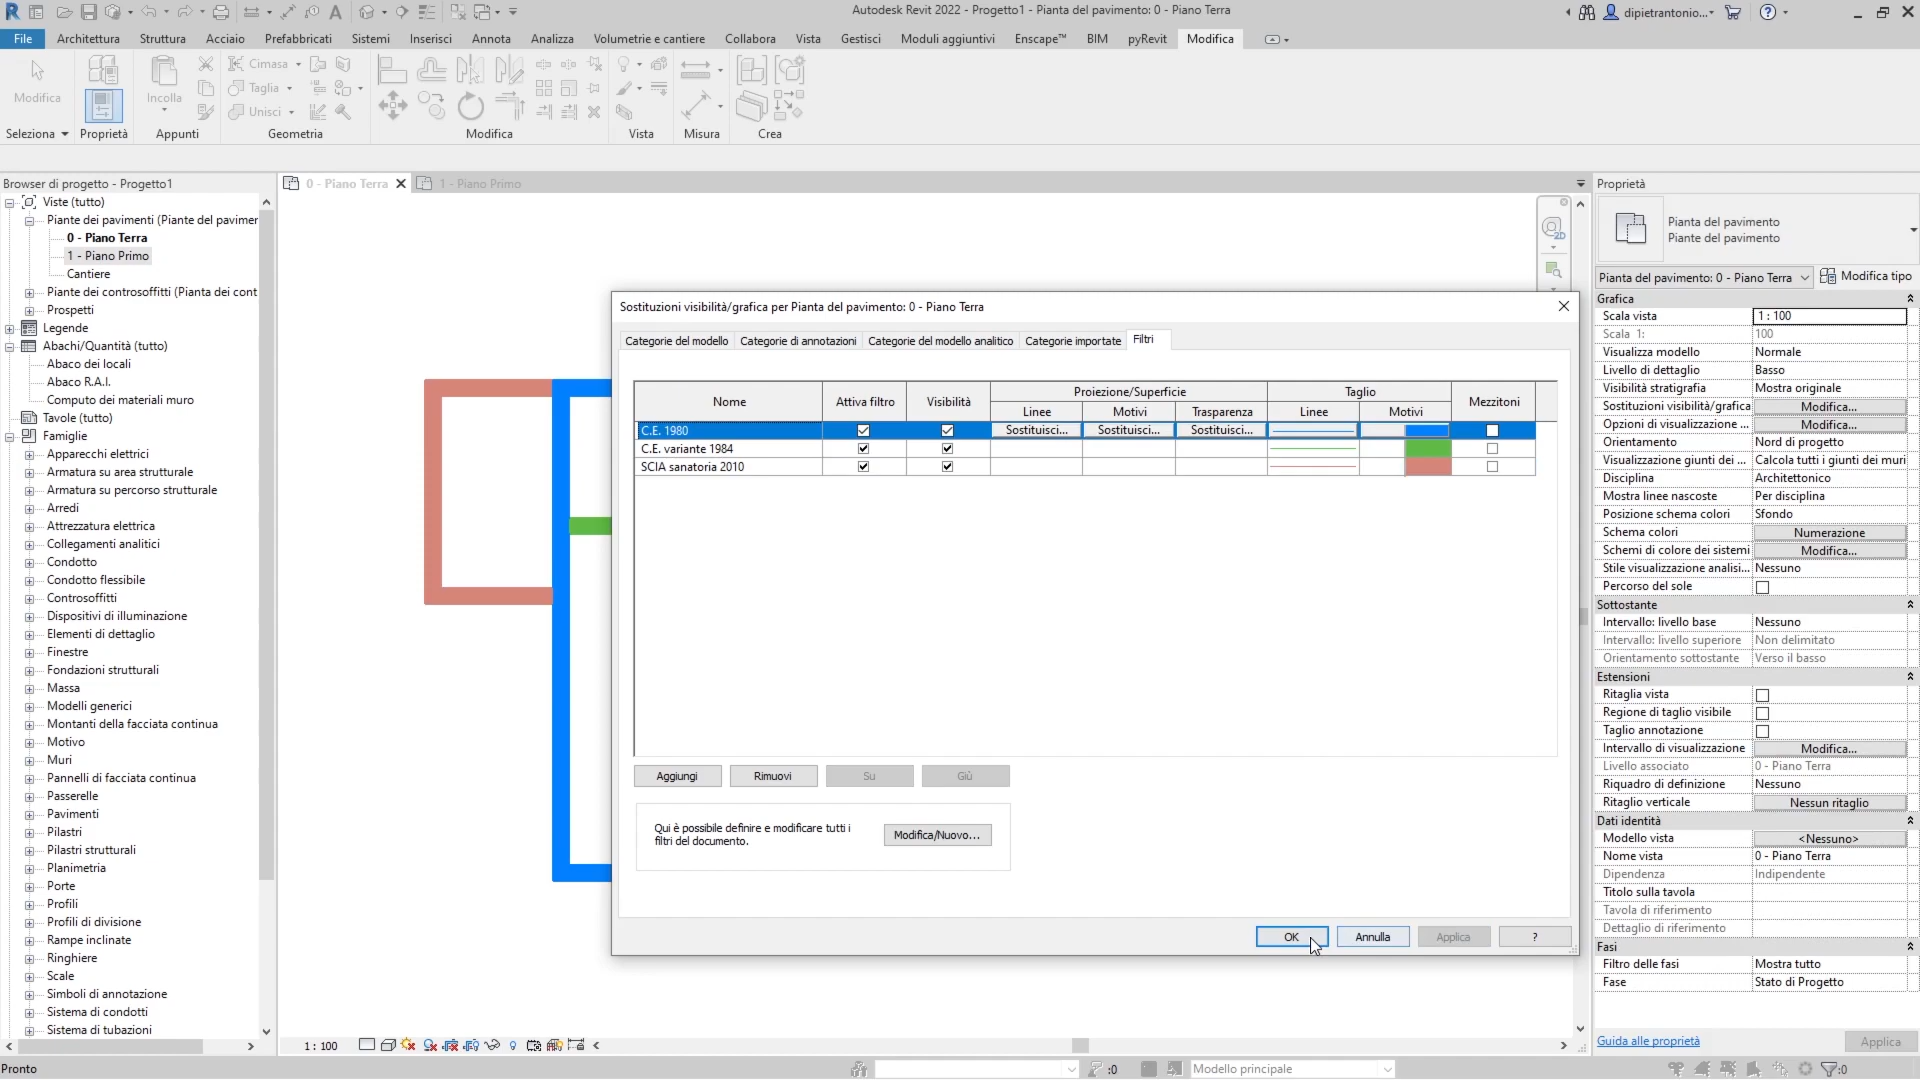 Autodesk Revit 2022 - Progetto1 - Pianta del pavimento: 0 - Piano Terra
dipietrantonio...
File Architettura Struttura Acciaio Prefabbricati Sistemi Inserisci Annota Analizza Volumetrie e cantiere Collabora Vista Gestisci Moduli aggiuntivi Enscape™ BIM pyRevit Modifica
Modifica
Incolla
Cimasa
Taglia
Unisci
Seleziona Proprietà Appunti Geometria Modifica Vista Misura Crea
Browser di progetto - Progetto1
Viste (tutto)
Piante dei pavimenti (Piante del pavimer
0 - Piano Terra
1 - Piano Primo
Cantiere
Piante dei controsoffitti (Pianta dei cont
Prospetti
Legende
Abachi/Quantità (tutto)
Abaco dei locali
Abaco R.A.I.
Computo dei materiali muro
Tavole (tutto)
Famiglie
Apparecchi elettrici
Armatura su area strutturale
Armatura su percorso strutturale
Arredi
Attrezzatura elettrica
Collegamenti analitici
Condotto
Condotto flessibile
Controsoffitti
Dispositivi di illuminazione
Elementi di dettaglio
Finestre
Fondazioni strutturali
Massa
Modelli generici
Montanti della facciata continua
Motivo
Muri
Pannelli di facciata continua
Passerelle
Pavimenti
Pilastri
Pilastri strutturali
Planimetria
Porte
Profili
Profili di divisione
Rampe inclinate
Ringhiere
Scale
Simboli di annotazione
Sistema di condotti
Sistema di tubazioni
0 - Piano Terra
1 - Piano Primo
2D
Sostituzioni visibilità/grafica per Pianta del pavimento: 0 - Piano Terra
Categorie del modello Categorie di annotazioni Categorie del modello analitico Categorie importate Filtri
Nome Attiva filtro Visibilità Proiezione/Superficie Taglio Mezzitoni
Linee Motivi Trasparenza Linee Motivi
C.E. 1980 Sostituisci... Sostituisci... Sostituisci...
C.E. variante 1984
SCIA sanatoria 2010
Aggiungi Rimuovi Su Giù
Qui è possibile definire e modificare tutti i
filtri del documento.
Modifica/Nuovo...
OK Annulla Applica ?
1 : 100
Pronto
:0
Modello principale
:0
Proprietà
Pianta del pavimento
Piante del pavimento
Pianta del pavimento: 0 - Piano Terra
Modifica tipo
Grafica
Scala vista 1 : 100
Scala 1: 100
Visualizza modello Normale
Livello di dettaglio Basso
Visibilità stratigrafia Mostra originale
Sostituzioni visibilità/grafica Modifica...
Opzioni di visualizzazione ... Modifica...
Orientamento Nord di progetto
Visualizzazione giunti dei ... Calcola tutti i giunti dei muri
Disciplina Architettonico
Mostra linee nascoste Per disciplina
Posizione schema colori Sfondo
Schema colori Numerazione
Schemi di colore dei sistemi Modifica...
Stile visualizzazione analisi... Nessuno
Percorso del sole
Sottostante
Intervallo: livello base Nessuno
Intervallo: livello superiore Non delimitato
Orientamento sottostante Verso il basso
Estensioni
Ritaglia vista
Regione di taglio visibile
Taglio annotazione
Intervallo di visualizzazione Modifica...
Livello associato 0 - Piano Terra
Riquadro di definizione Nessuno
Ritaglio verticale Nessun ritaglio
Dati identità
Modello vista <Nessuno>
Nome vista 0 - Piano Terra
Dipendenza Indipendente
Titolo sulla tavola
Tavola di riferimento
Dettaglio di riferimento
Fasi
Filtro delle fasi Mostra tutto
Fase Stato di Progetto
Guida alle proprietà
Applica